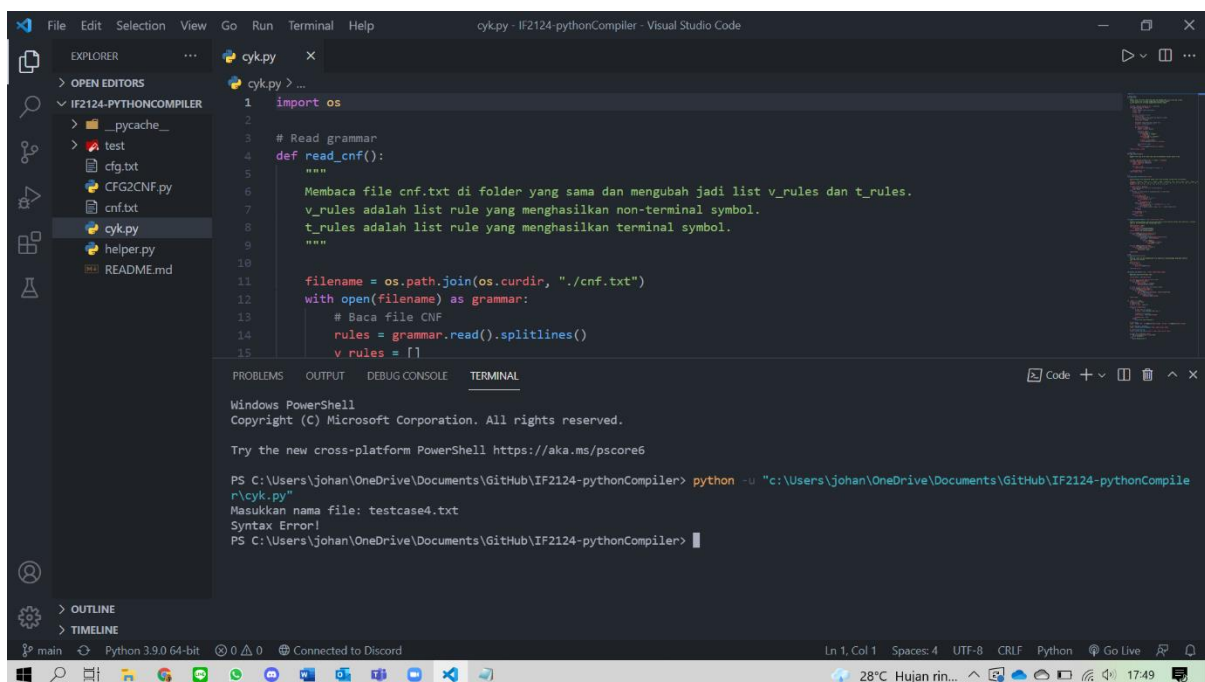 File Edit Selection View Go Run Terminal Help cyk.py - IF2124-pythonCompiler - Visual Studio Code
EXPLORER
OPEN EDITORS
IF2124-PYTHONCOMPILER
__pycache__
test
cfg.txt
CFG2CNF.py
cnf.txt
cyk.py
helper.py
README.md
OUTLINE
TIMELINE
cyk.py
cyk.py > ...
1 import os
2
3 # Read grammar
4 def read_cnf():
5 """
6 Membaca file cnf.txt di folder yang sama dan mengubah jadi list v_rules dan t_rules.
7 v_rules adalah list rule yang menghasilkan non-terminal symbol.
8 t_rules adalah list rule yang menghasilkan terminal symbol.
9 """
10
11 filename = os.path.join(os.curdir, "./cnf.txt")
12 with open(filename) as grammar:
13 # Baca file CNF
14 rules = grammar.read().splitlines()
15 v_rules = []
PROBLEMS OUTPUT DEBUG CONSOLE TERMINAL
Code
Windows PowerShell
Copyright (C) Microsoft Corporation. All rights reserved.
Try the new cross-platform PowerShell https://aka.ms/pscore6
PS C:\Users\johan\OneDrive\Documents\GitHub\IF2124-pythonCompiler> python -u "c:\Users\johan\OneDrive\Documents\GitHub\IF2124-pythonCompile
r\cyk.py"
Masukkan nama file: testcase4.txt
Syntax Error!
PS C:\Users\johan\OneDrive\Documents\GitHub\IF2124-pythonCompiler>
main Python 3.9.0 64-bit 0 0 Connected to Discord Ln 1, Col 1 Spaces: 4 UTF-8 CRLF Python Go Live
28°C Hujan rin... 17:49